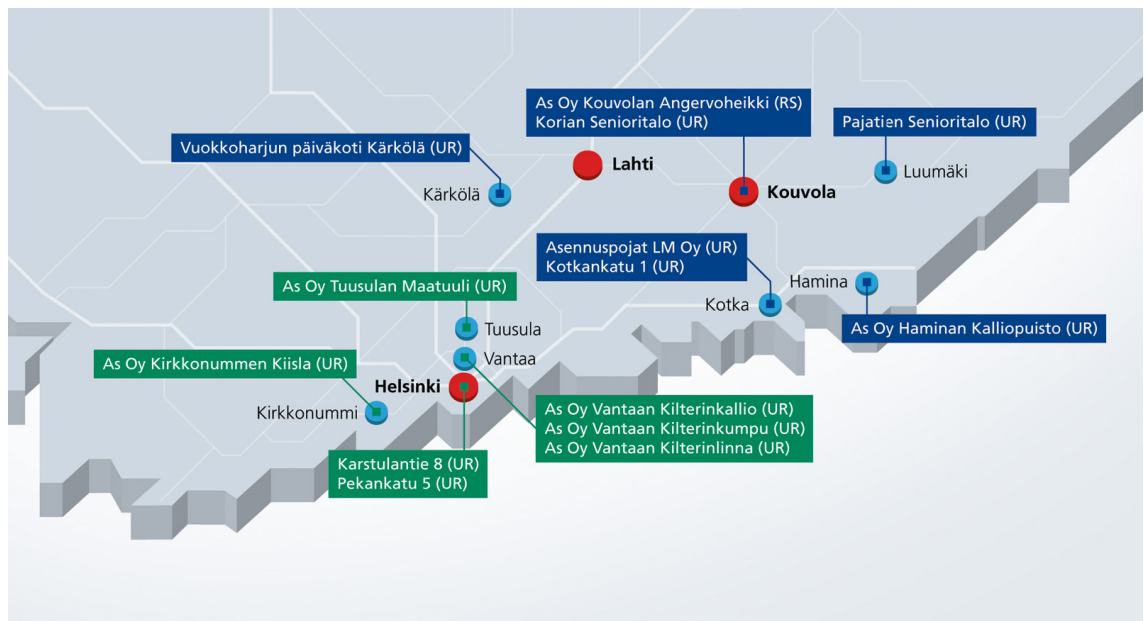 As Oy Kouvolan Angervoheikki (RS)
Korian Senioritalo (UR)
Pajatien Senioritalo (UR)
Vuokkoharjun päiväkoti Kärkölä (UR)
Lahti
Luumäki
Kärkölä
Kouvola
Asennuspojat LM Oy (UR)
Kotkankatu 1 (UR)
As Oy Tuusulan Maatuuli (UR)
Hamina
Kotka
Tuusula
As Oy Haminan Kalliopuisto (UR)
Vantaa
As Oy Kirkkonummen Kiisla (UR)
Helsinki
Kirkkonummi
As Oy Vantaan Kilterinkallio (UR)
As Oy Vantaan Kilterinkumpu (UR)
As Oy Vantaan Kilterinlinna (UR)
Karstulantie 8 (UR)
Pekankatu 5 (UR)